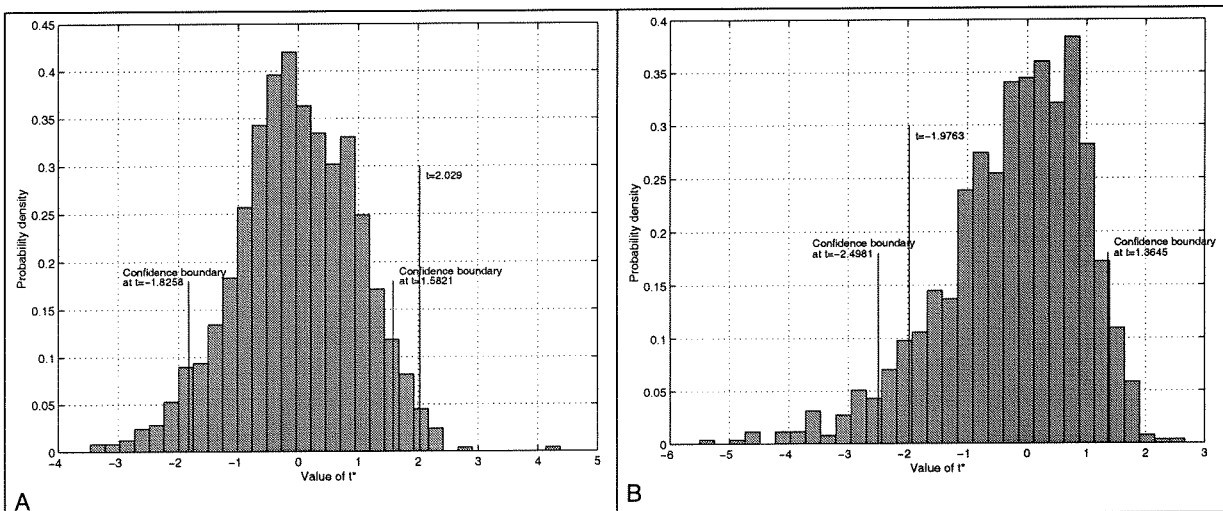 0.45
0.4
0.35
0.3
0.25
0.2
0.15
0.1
0.05
0
Probability density
t=2.029
Confidence boundary
at t=−1.8258
Confidence boundary
at t=1.5821
−4 −3 −2 −1 0 1 2 3 4 5
Value of t*
A
0.4
0.35
0.3
0.25
0.2
0.15
0.1
0.05
0
Probability density
t=−1.9763
Confidence boundary
at t=−2.4981
Confidence boundary
at t=1.3645
−6 −5 −4 −3 −2 −1 0 1 2 3
Value of t*
B